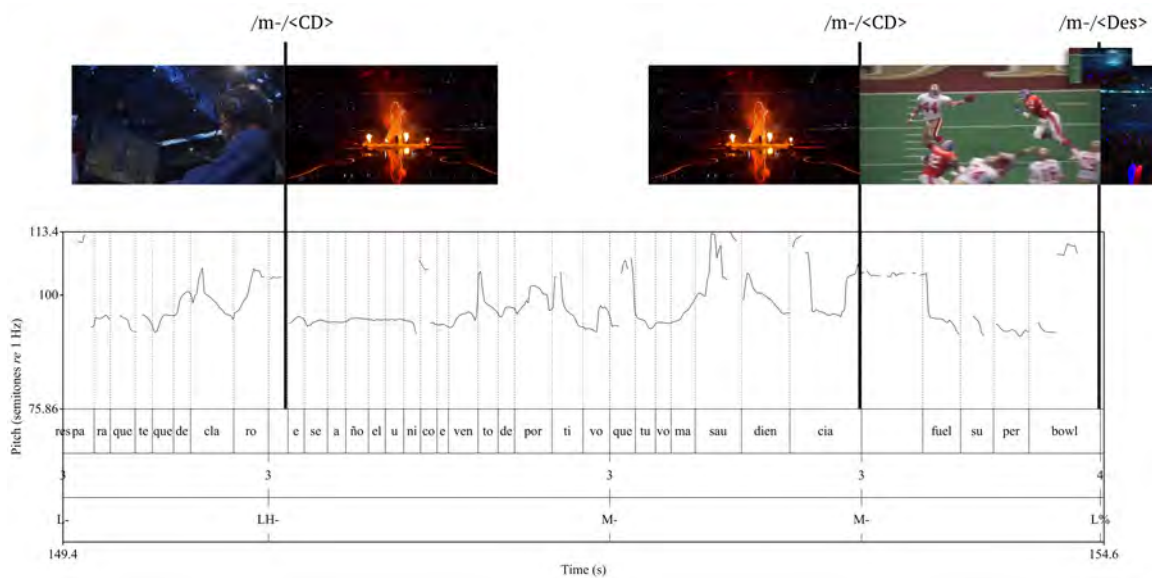 /m-/<CD> /m-/<CD> /m-/<Des>
113.4
100
75.86
Pitch (semitones re 1 Hz)
res pa ra que te que de cla ro e se a ño el u ni co e ven to de por ti vo que tu vo ma sau dien cia fuel su per bowl
3 3 3 3 4
L- LH- M- M- L%
149.4 154.6
Time (s)